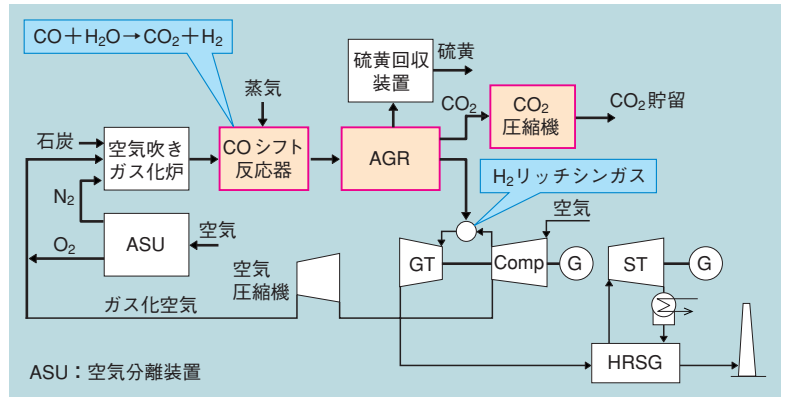 CO＋H₂O→CO₂＋H₂
硫黄回収
装置
硫黄
蒸気
CO₂
CO₂
圧縮機
CO₂貯留
石炭
空気吹き
ガス化炉
COシフト
反応器
AGR
H₂リッチシンガス
N₂
ASU
空気
O₂
空気
圧縮機
空気
GT
Comp
G
ST
G
ガス化空気
HRSG
ASU：空気分離装置